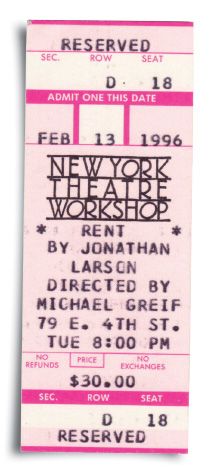 RESERVED
SEC. ROW SEAT
D 18
ADMIT ONE THIS DATE
FEB 13 1996
NEW YORK
THEATRE
WORKSHOP
* RENT *
BY JONATHAN
LARSON
DIRECTED BY
MICHAEL GREIF
79 E. 4TH ST.
TUE 8:00 PM
NO REFUNDS PRICE NO EXCHANGES
$30.00
SEC. ROW SEAT
D 18
RESERVED